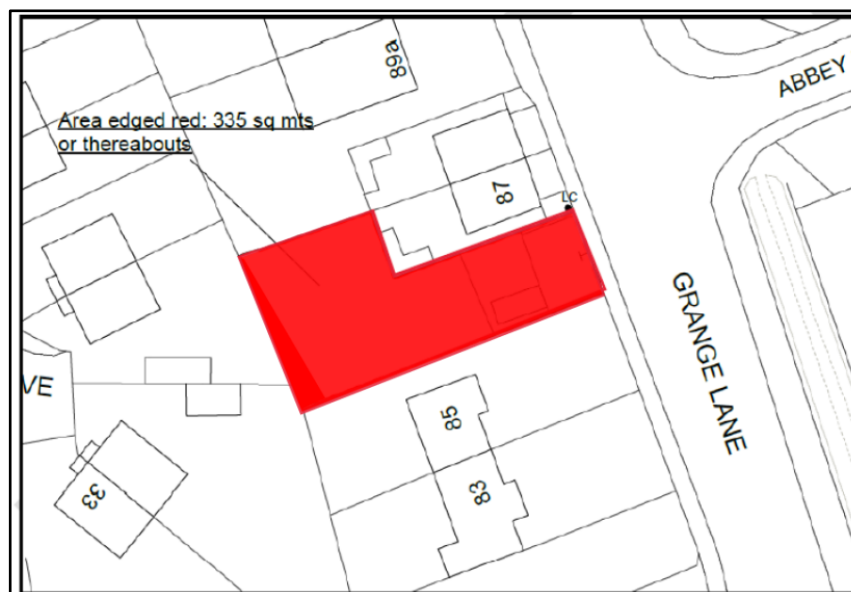 89a
ABBEY
Area edged red: 335 sq mts
or thereabouts
87
LC
GRANGE LANE
VE
85
83
33